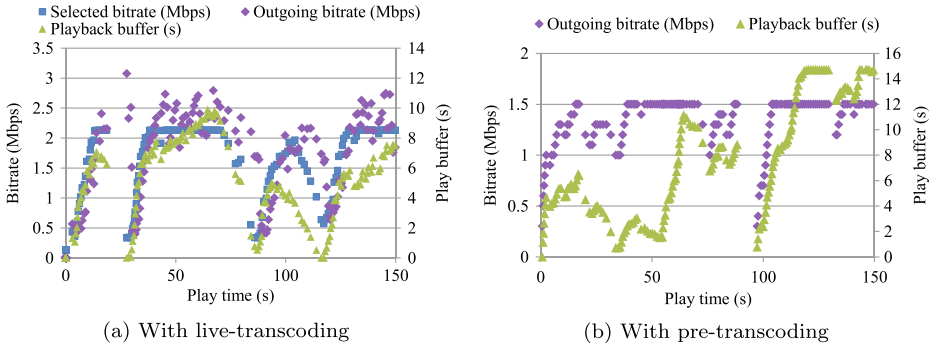 Selected bitrate (Mbps) Outgoing bitrate (Mbps)
Playback buffer (s)
3.5 14
3 12
2.5 10
2 8
1.5 6
1 4
0.5 2
0 0
Bitrate (Mbps)
Play buffer (s)
0 50 100 150
Play time (s)
(a) With live-transcoding
Outgoing bitrate (Mbps) Playback buffer (s)
2 16
14
1.5 12
10
1 8
6
0.5 4
2
0 0
Bitrate (Mbps)
Play buffer (s)
0 50 100 150
Play time (s)
(b) With pre-transcoding